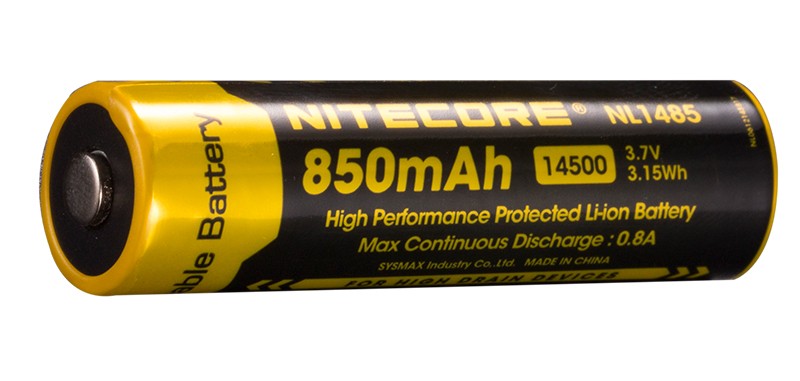 able Battery
NITECORE® NL1485
850mAh 14500 3.7V
3.15Wh
High Performance Protected Li-ion Battery
Max Continuous Discharge : 0.8A
SYSMAX Industry Co.,Ltd. MADE IN CHINA
FOR HIGH DRAIN DEVICES